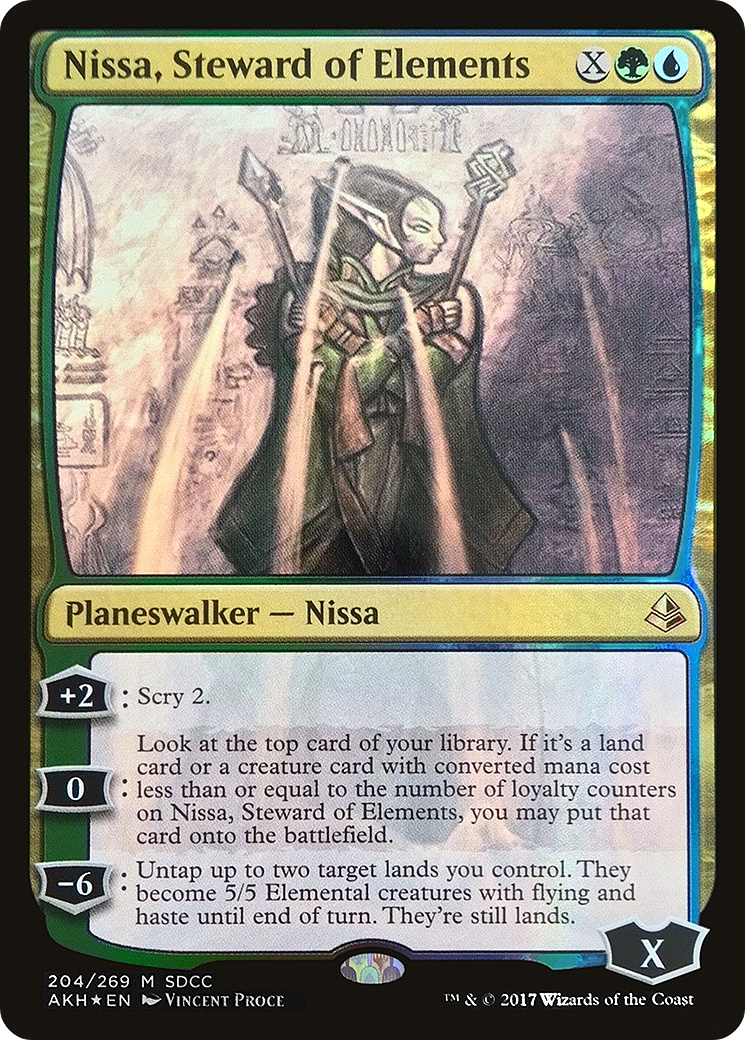 Nissa, Steward of Elements X
Planeswalker — Nissa
+2 : Scry 2.
Look at the top card of your library. If it's a land
card or a creature card with converted mana cost
0 : less than or equal to the number of loyalty counters
on Nissa, Steward of Elements, you may put that
card onto the battlefield.
−6 : Untap up to two target lands you control. They
become 5/5 Elemental creatures with flying and
haste until end of turn. They're still lands.
X
204/269 M SDCC
AKH★EN Vincent Proce
™ & © 2017 Wizards of the Coast